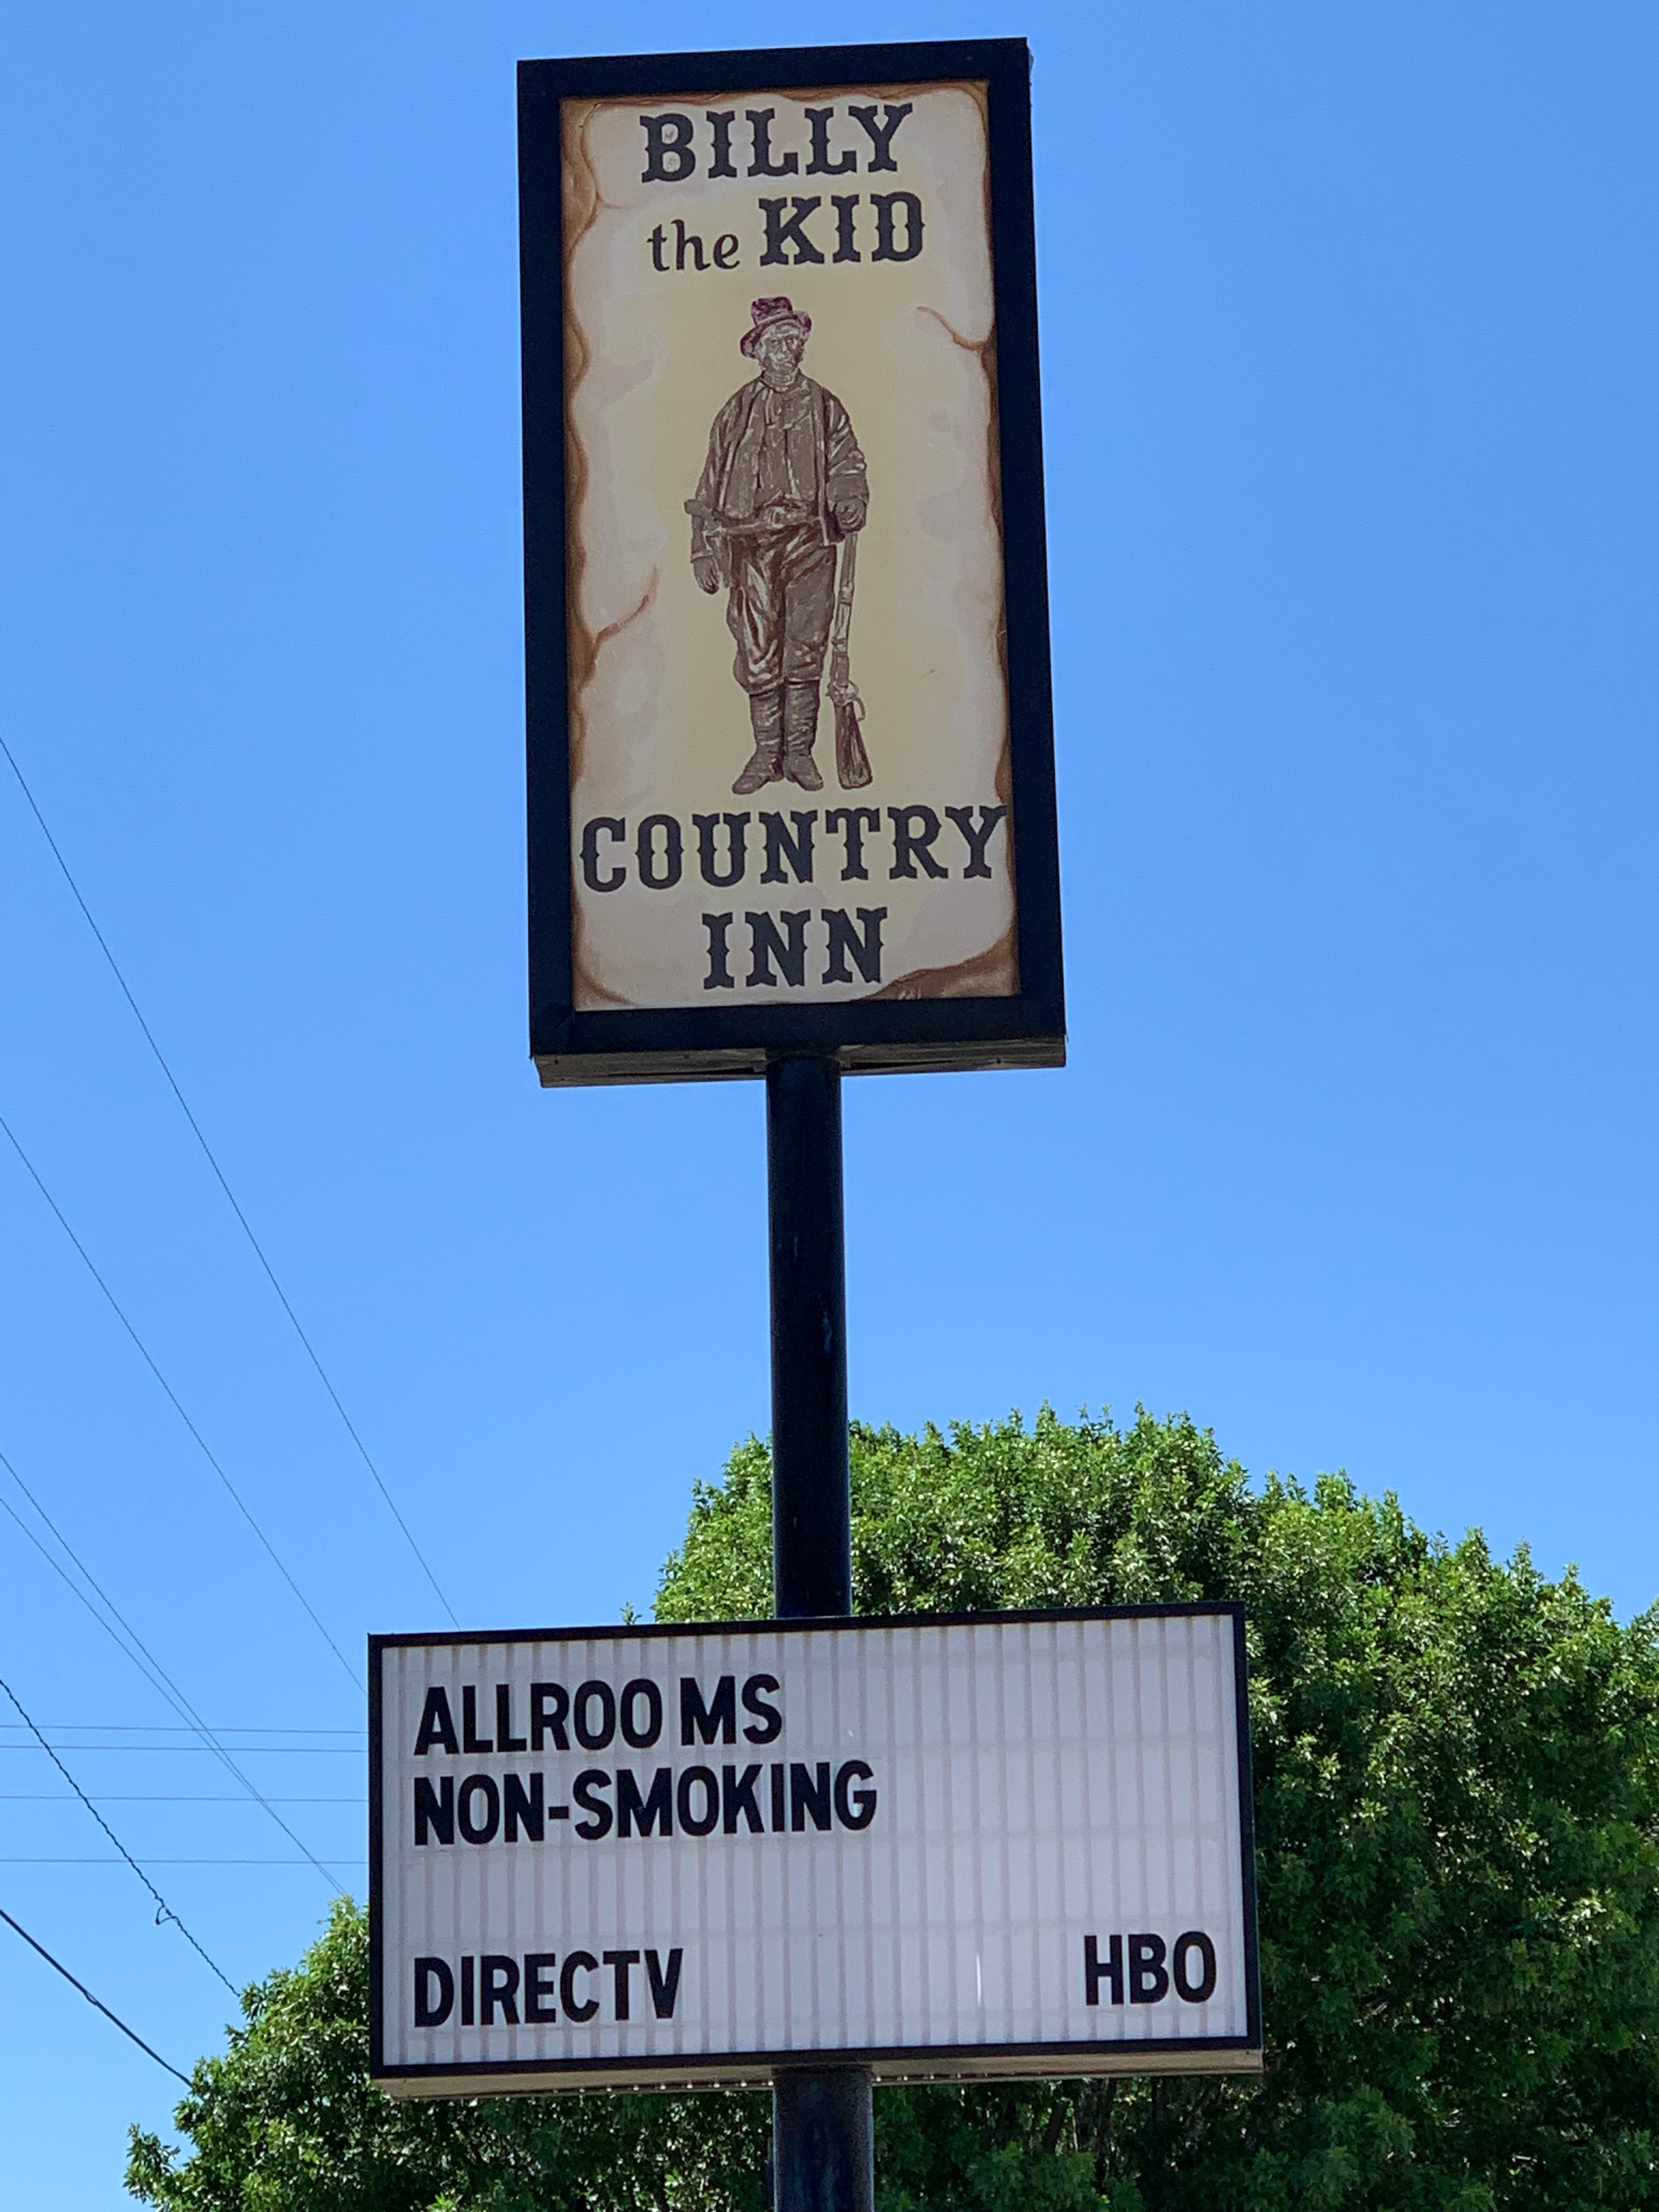 BILLY
the KID
COUNTRY
INN
ALLROO MS
NON-SMOKING
DIRECTV HBO